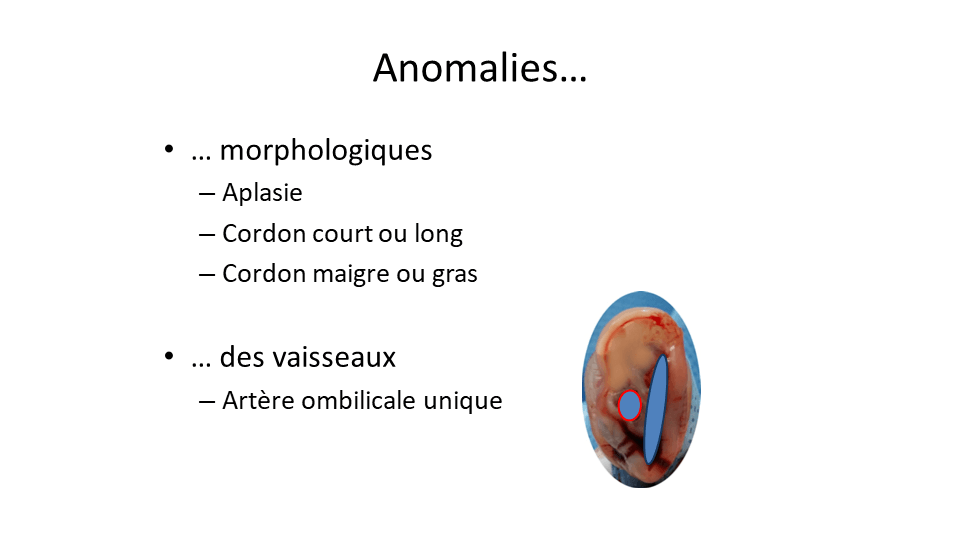 Anomalies…
• … morphologiques
– Aplasie
– Cordon court ou long
– Cordon maigre ou gras
• … des vaisseaux
– Artère ombilicale unique